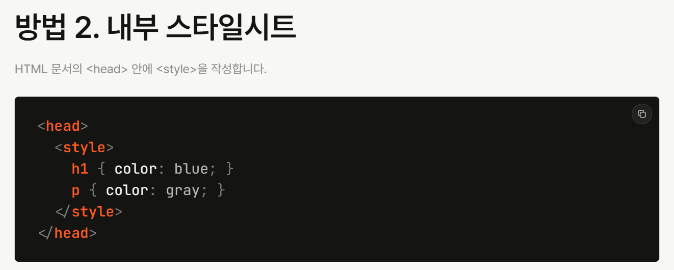 방법 2. 내부 스타일시트
HTML 문서의 <head> 안에 <style>을 작성합니다.
<head>
  <style>
    h1 { color: blue; }
    p { color: gray; }
  </style>
</head>